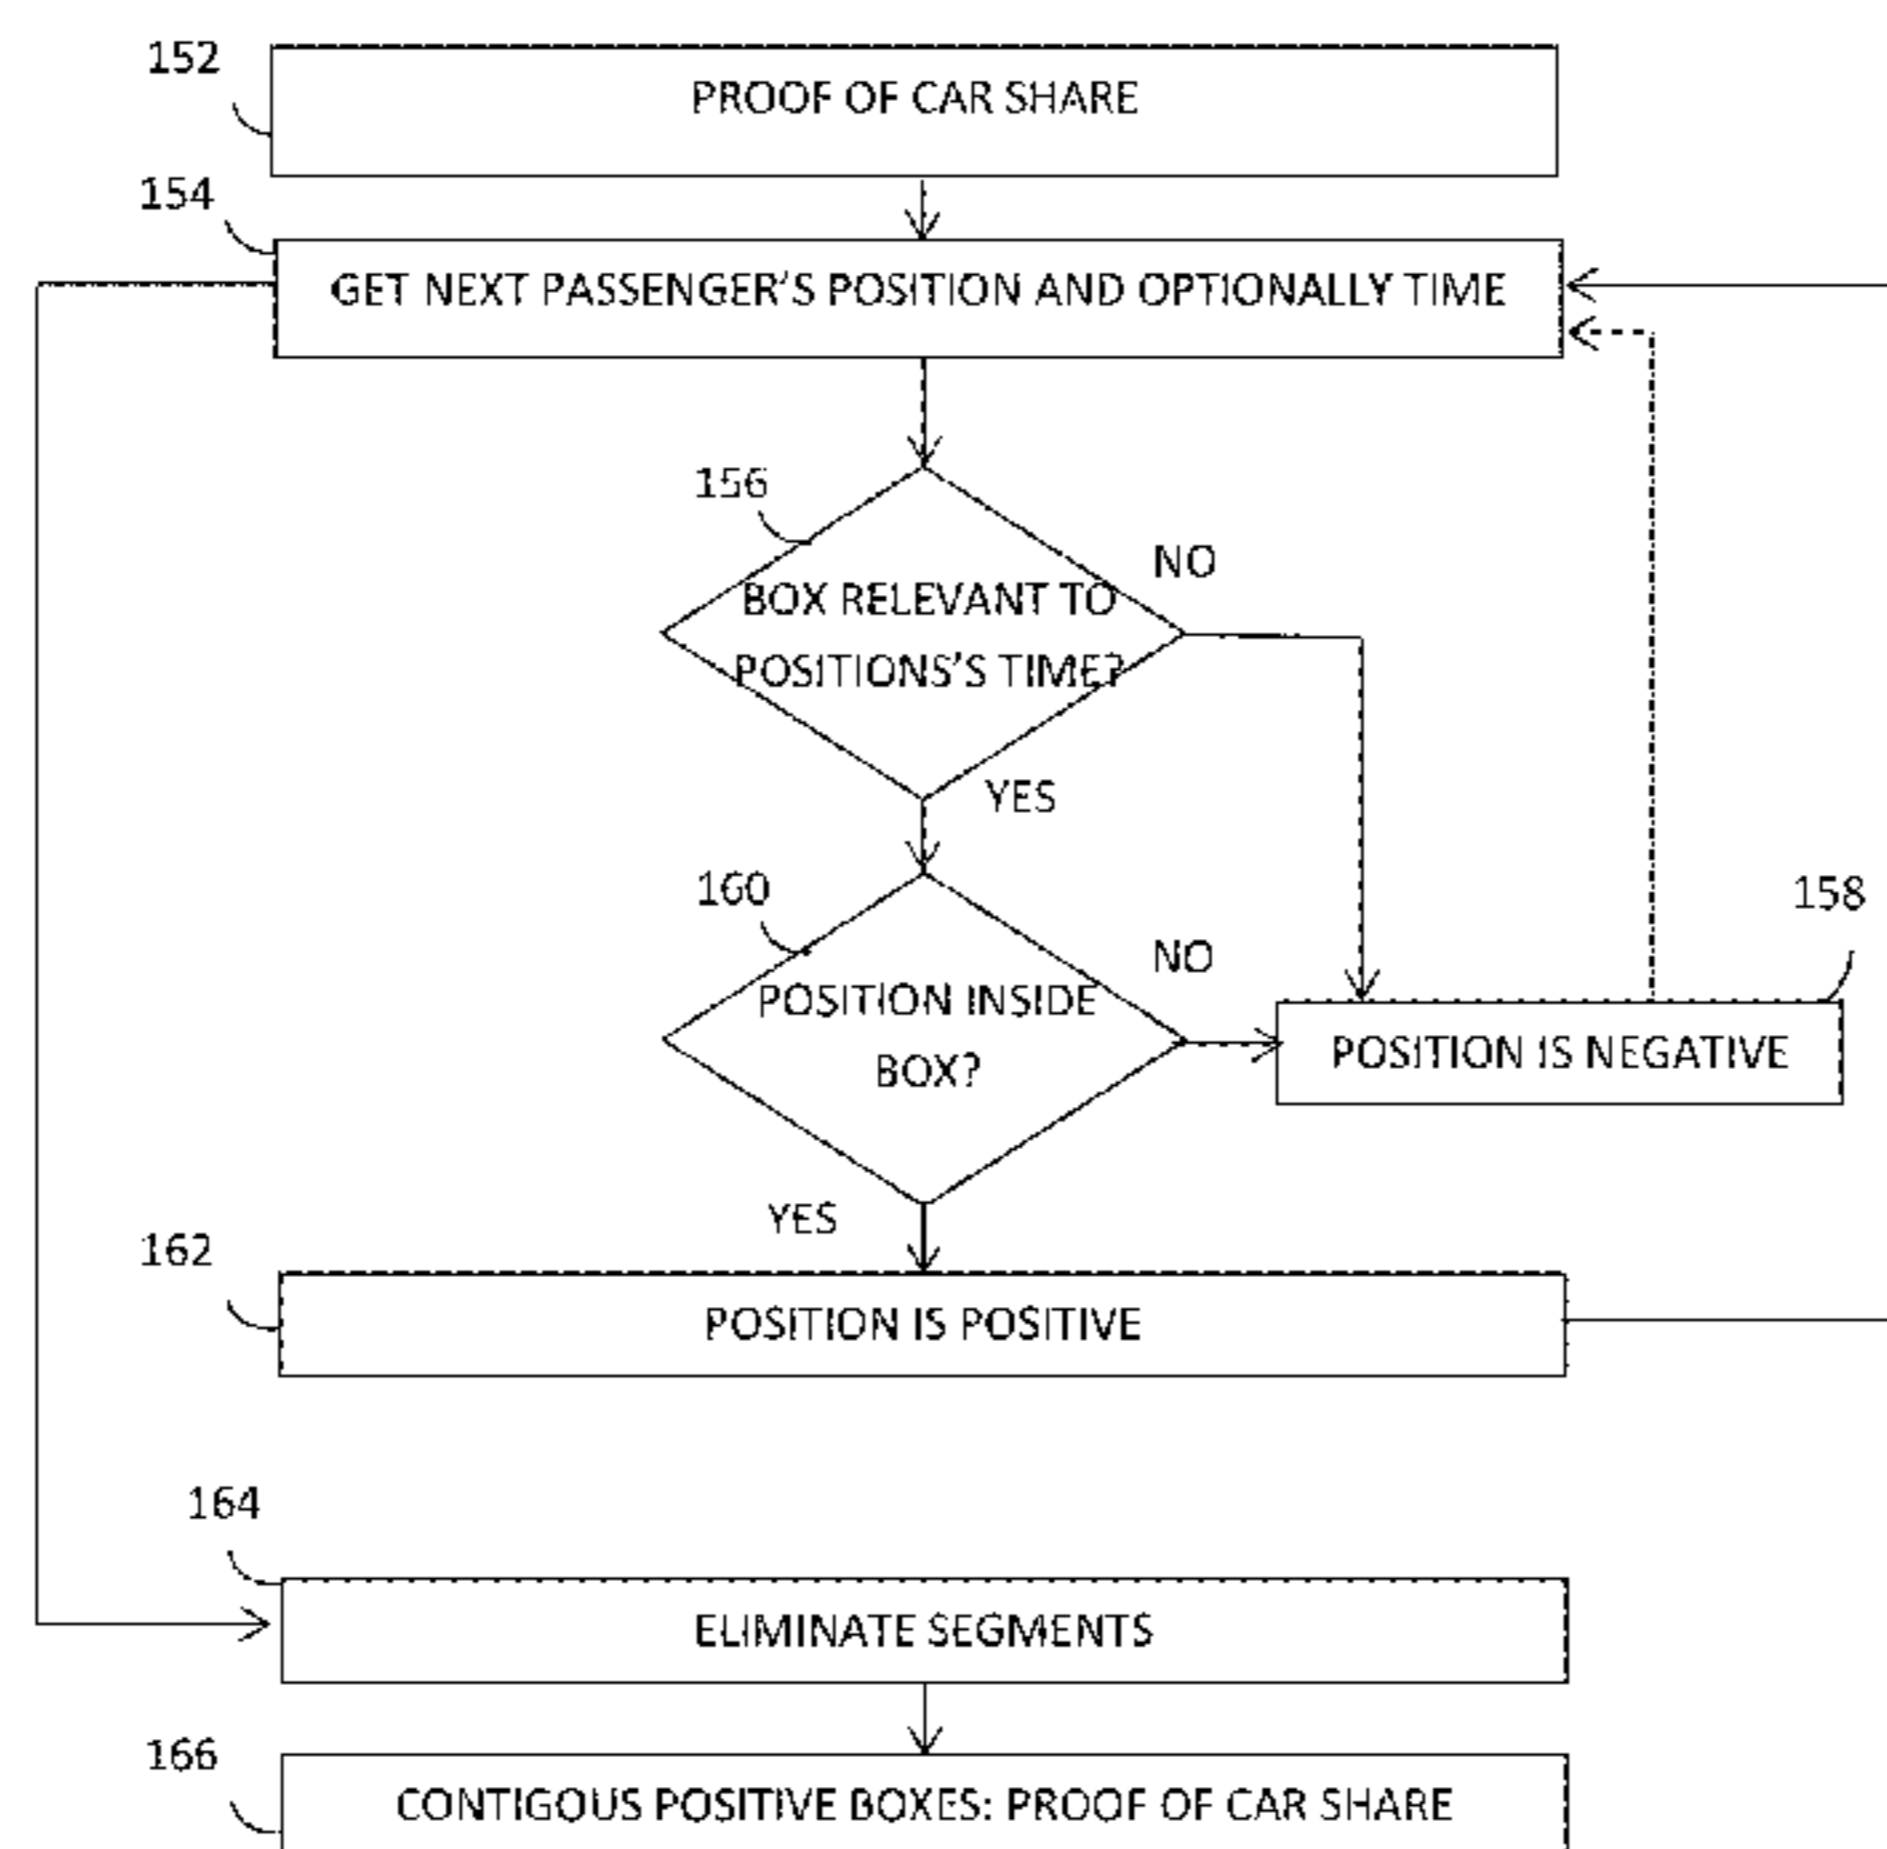 152
PROOF OF CAR SHARE
154
GET NEXT PASSENGER'S POSITION AND OPTIONALLY TIME
156
NO
BOX RELEVANT TO
POSITIONS'S TIME?
YES
160
158
NO
POSITION INSIDE
BOX?
POSITION IS NEGATIVE
YES
162
POSITION IS POSITIVE
164
ELIMINATE SEGMENTS
166
CONTIGOUS POSITIVE BOXES: PROOF OF CAR SHARE